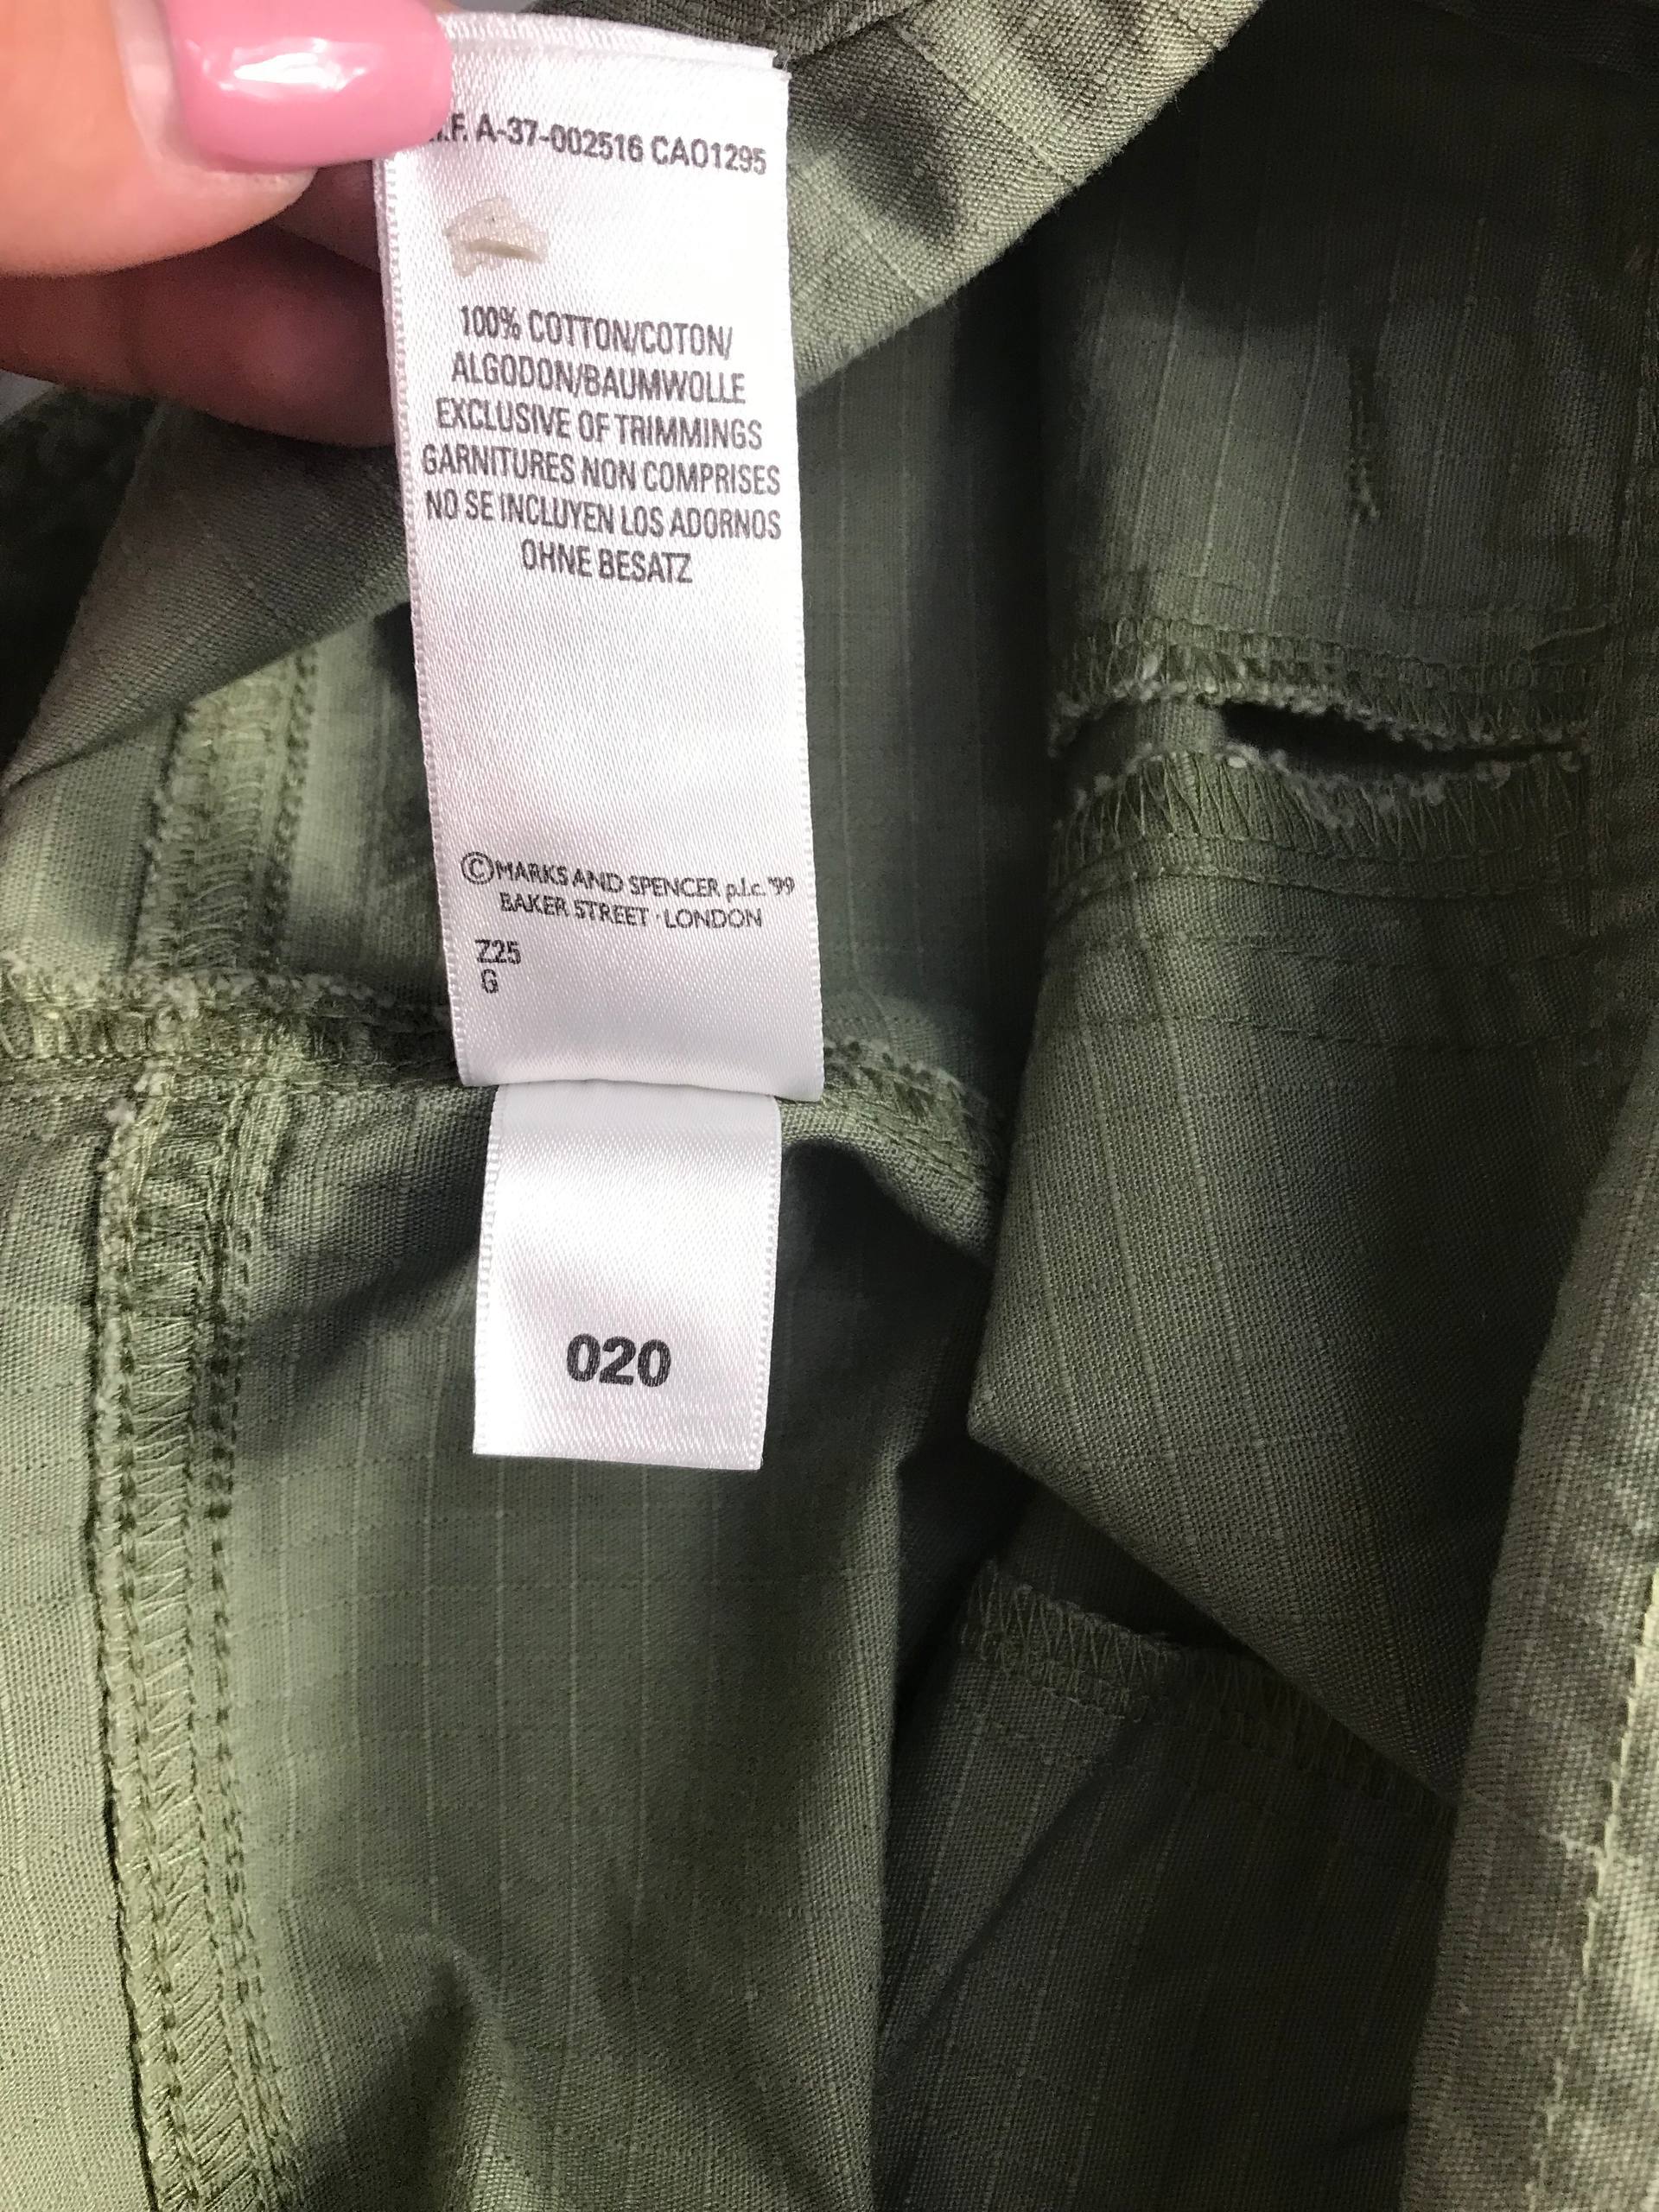 A-37-002516 CA01295
100% COTTON/COTON/
ALGODON/BAUMWOLLE
EXCLUSIVE OF TRIMMINGS
GARNITURES NON COMPRISES
NO SE INCLUYEN LOS ADORNOS
OHNE BESATZ
©MARKS AND SPENCER p.l.c. '99
BAKER STREET · LONDON
Z25
G
020